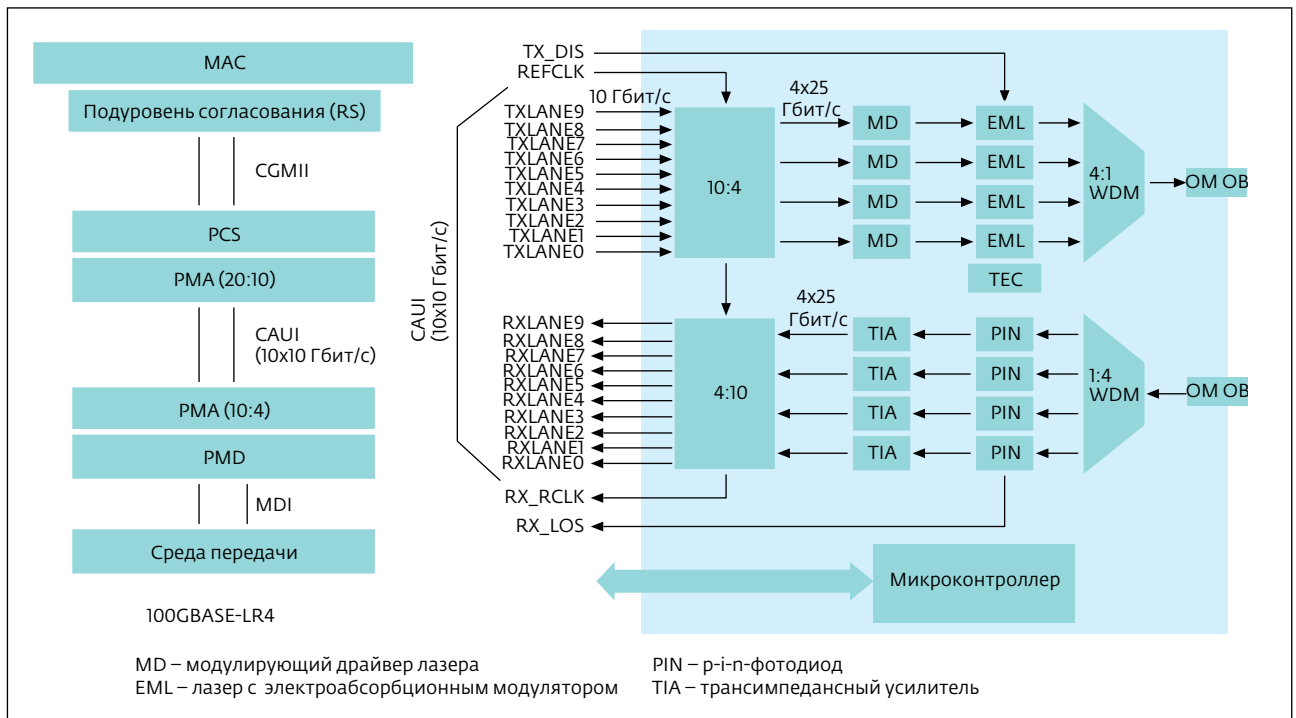 MAC
Подуровень согласования (RS)
CGMII
PCS
PMA (20:10)
CAUI
(10x10 Гбит/с)
PMA (10:4)
PMD
MDI
Среда передачи
100GBASE-LR4
TX_DIS
REFCLK
10 Гбит/с
TXLANE9
TXLANE8
TXLANE7
TXLANE6
TXLANE5
TXLANE4
TXLANE3
TXLANE2
TXLANE1
TXLANE0
CAUI
(10x10 Гбит/с)
10:4
4x25
Гбит/с
MD
EML
MD
EML
MD
EML
MD
EML
TEC
4:1
WDM
OM OB
RXLANE9
RXLANE8
RXLANE7
RXLANE6
RXLANE5
RXLANE4
RXLANE3
RXLANE2
RXLANE1
RXLANE0
4:10
4x25
Гбит/с
TIA
PIN
TIA
PIN
TIA
PIN
TIA
PIN
1:4
WDM
OM OB
RX_RCLK
RX_LOS
Микроконтроллер
MD – модулирующий драйвер лазера
EML – лазер с электроабсорбционным модулятором
PIN – p-i-n-фотодиод
TIA – трансимпедансный усилитель